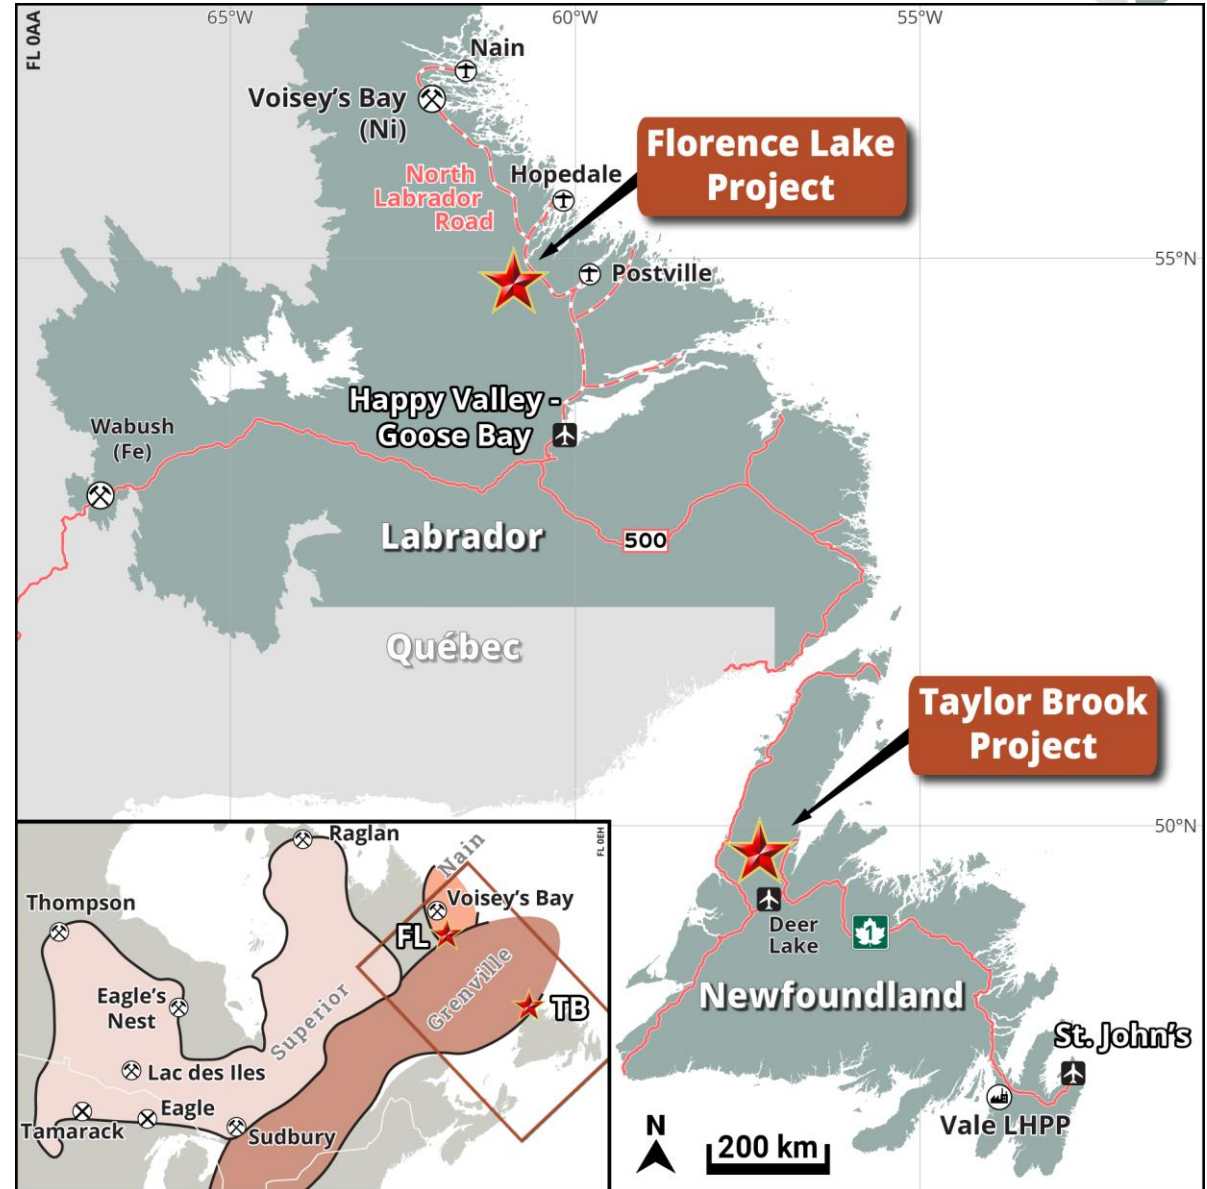 FL 0AA
65°W
60°W
55°W
Nain
Voisey's Bay
(Ni)
Florence Lake
Project
North
Labrador
Road
Hopedale
55°N
Postville
Happy Valley -
Goose Bay
Wabush
(Fe)
Labrador
500
Québec
Taylor Brook
Project
50°N
Deer
Lake
1
Newfoundland
St. John's
Vale LHPP
N
200 km
FL 0EH
Raglan
Nain
Thompson
Voisey's Bay
FL
Eagle's
Nest
Superior
Grenville
TB
Lac des Iles
Eagle
Tamarack
Sudbury